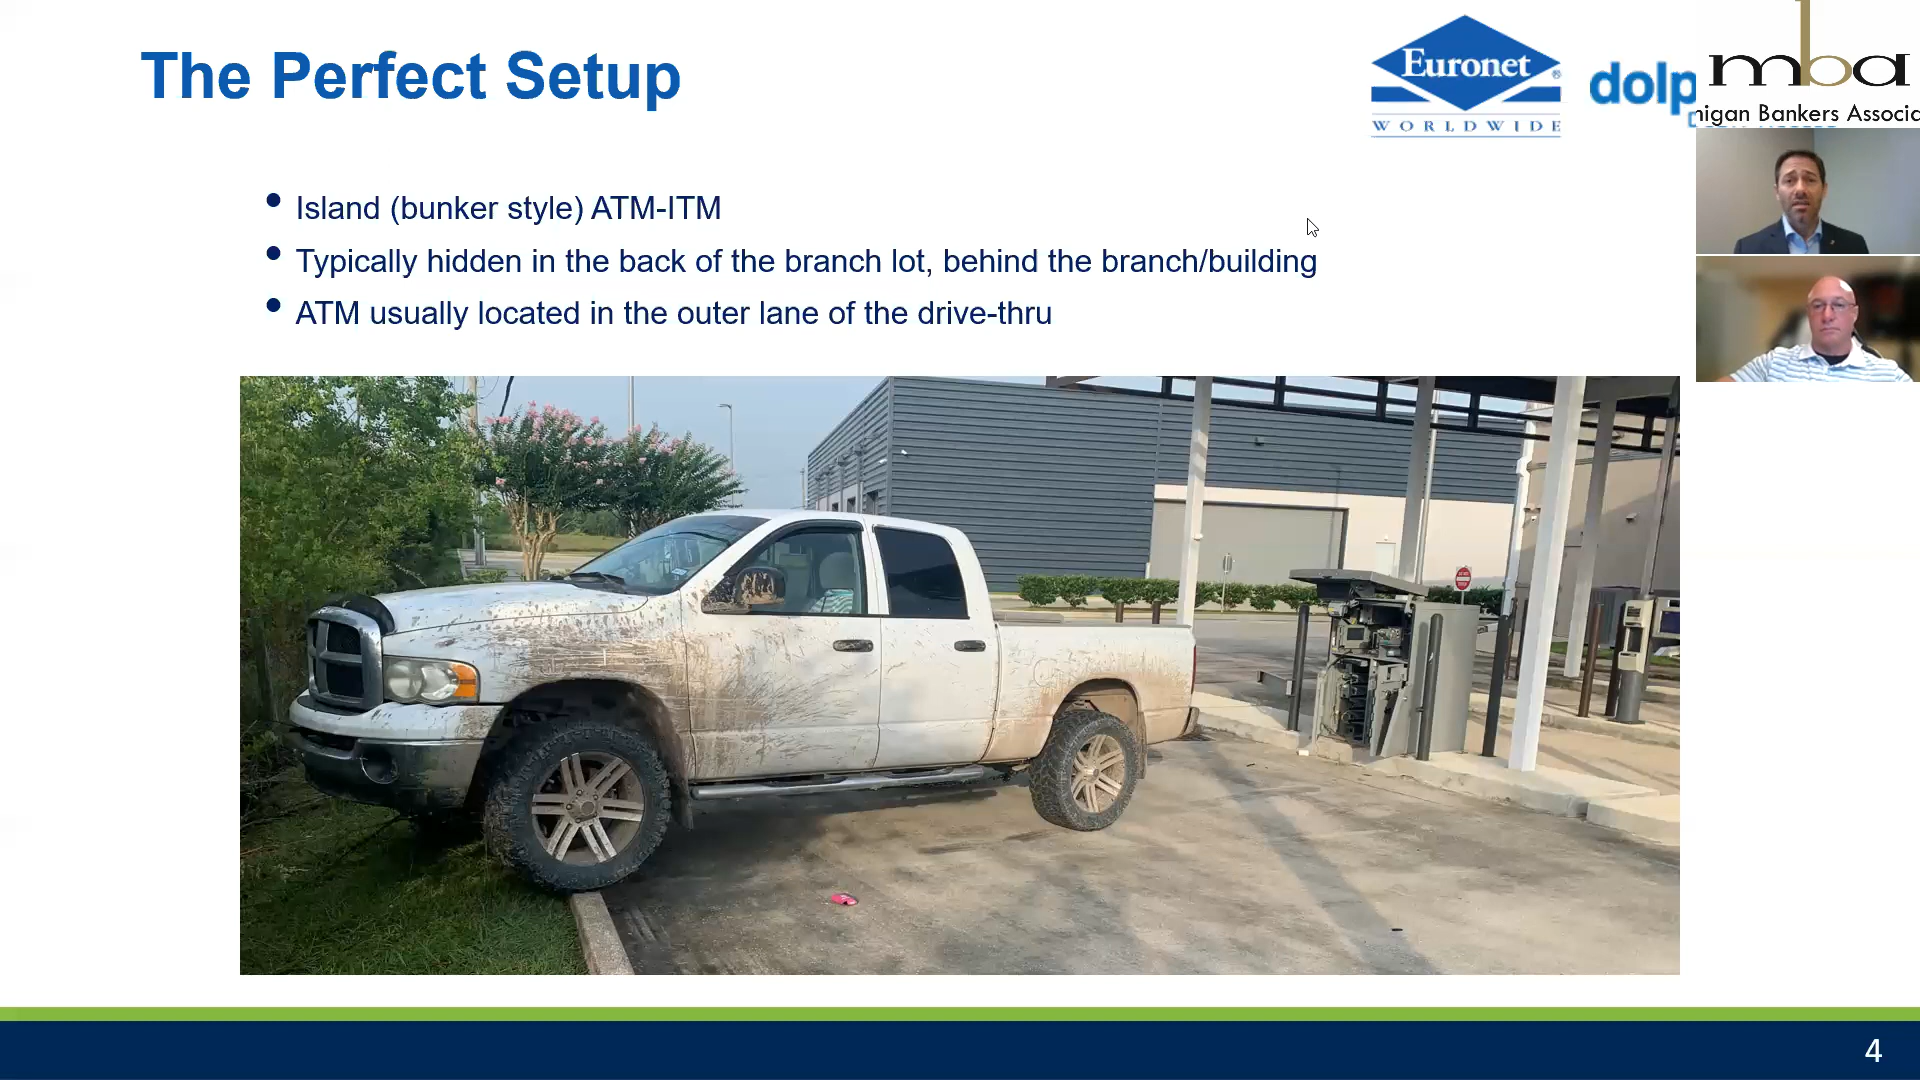 The Perfect Setup
Euronet
®
WORLDWIDE
dolp
mba
higan Bankers Associa
• Island (bunker style) ATM-ITM
• Typically hidden in the back of the branch lot, behind the branch/building
• ATM usually located in the outer lane of the drive-thru
4